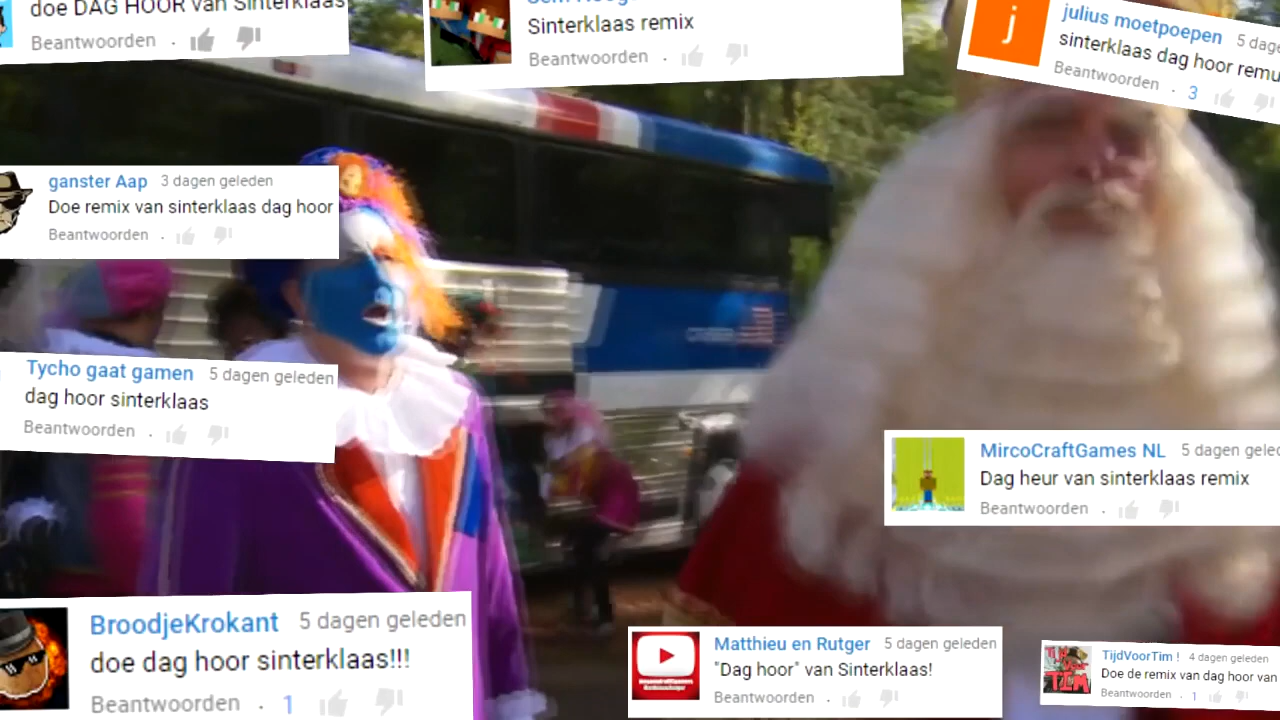 doe DAG HOOR van Sinterklaas
Beantwoorden .
Sinterklaas remix
Beantwoorden .
j
julius moetpoepen 5 dage
sinterklaas dag hoor remu
Beantwoorden . 3
ganster Aap 3 dagen geleden
Doe remix van sinterklaas dag hoor
Beantwoorden .
Tycho gaat gamen 5 dagen geleden
dag hoor sinterklaas
Beantwoorden .
MircoCraftGames NL 5 dagen geled
Dag heur van sinterklaas remix
Beantwoorden .
BroodjeKrokant 5 dagen geleden
doe dag hoor sinterklaas!!!
Beantwoorden . 1
Matthieu en Rutger 5 dagen geleden
"Dag hoor" van Sinterklaas!
Beantwoorden .
TijdVoorTim ! 4 dagen geleden
Doe de remix van dag hoor van
Beantwoorden . 1
TIM